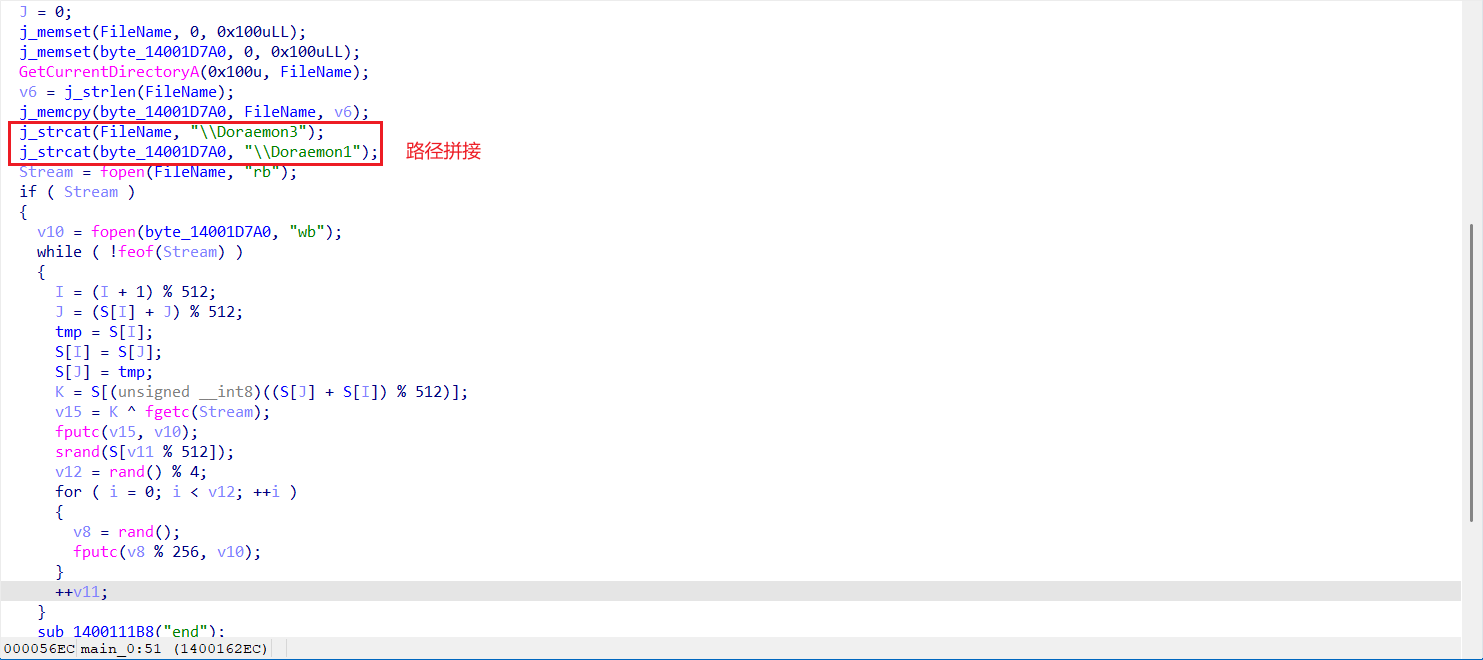 J = 0;
j_memset(FileName, 0, 0x100uLL);
j_memset(byte_14001D7A0, 0, 0x100uLL);
GetCurrentDirectoryA(0x100u, FileName);
v6 = j_strlen(FileName);
j_memcpy(byte_14001D7A0, FileName, v6);
j_strcat(FileName, "\\Doraemon3");
j_strcat(byte_14001D7A0, "\\Doraemon1");
路径拼接
Stream = fopen(FileName, "rb");
if ( Stream )
{
v10 = fopen(byte_14001D7A0, "wb");
while ( !feof(Stream) )
{
I = (I + 1) % 512;
J = (S[I] + J) % 512;
tmp = S[I];
S[I] = S[J];
S[J] = tmp;
K = S[(unsigned __int8)((S[J] + S[I]) % 512)];
v15 = K ^ fgetc(Stream);
fputc(v15, v10);
srand(S[v11 % 512]);
v12 = rand() % 4;
for ( i = 0; i < v12; ++i )
{
v8 = rand();
fputc(v8 % 256, v10);
}
++v11;
}
sub_1400111B8("end");
000056EC main_0:51 (1400162EC)